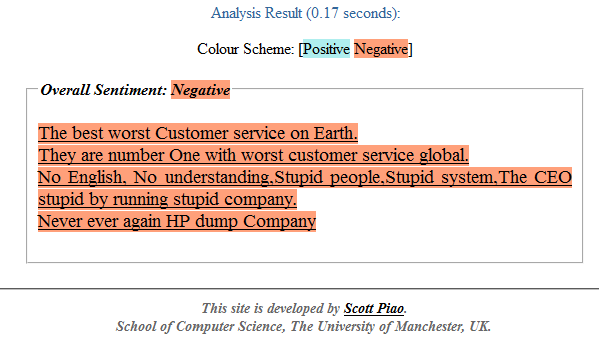 Analysis Result (0.17 seconds):
Colour Scheme: [Positive Negative]
Overall Sentiment: Negative
The best worst Customer service on Earth.
They are number One with worst customer service global.
No English, No understanding,Stupid people,Stupid system,The CEO
stupid by running stupid company.
Never ever again HP dump Company
This site is developed by Scott Piao.
School of Computer Science, The University of Manchester, UK.